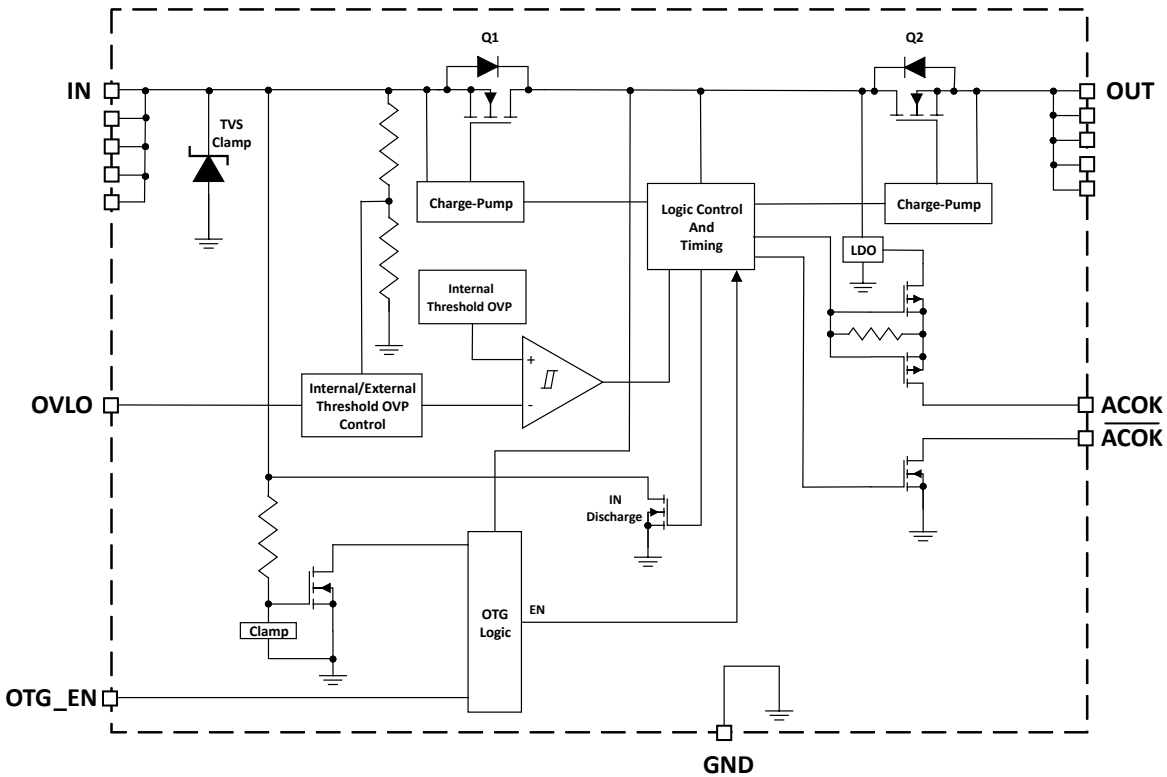 Q1
Q2
IN
OUT
TVS
Clamp
Charge-Pump
Logic Control
And
Timing
Charge-Pump
LDO
Internal
Threshold OVP
+
-
Internal/External
Threshold OVP
Control
OVLO
ACOK
ACOK
IN
Discharge
OTG
Logic
EN
Clamp
OTG_EN
GND